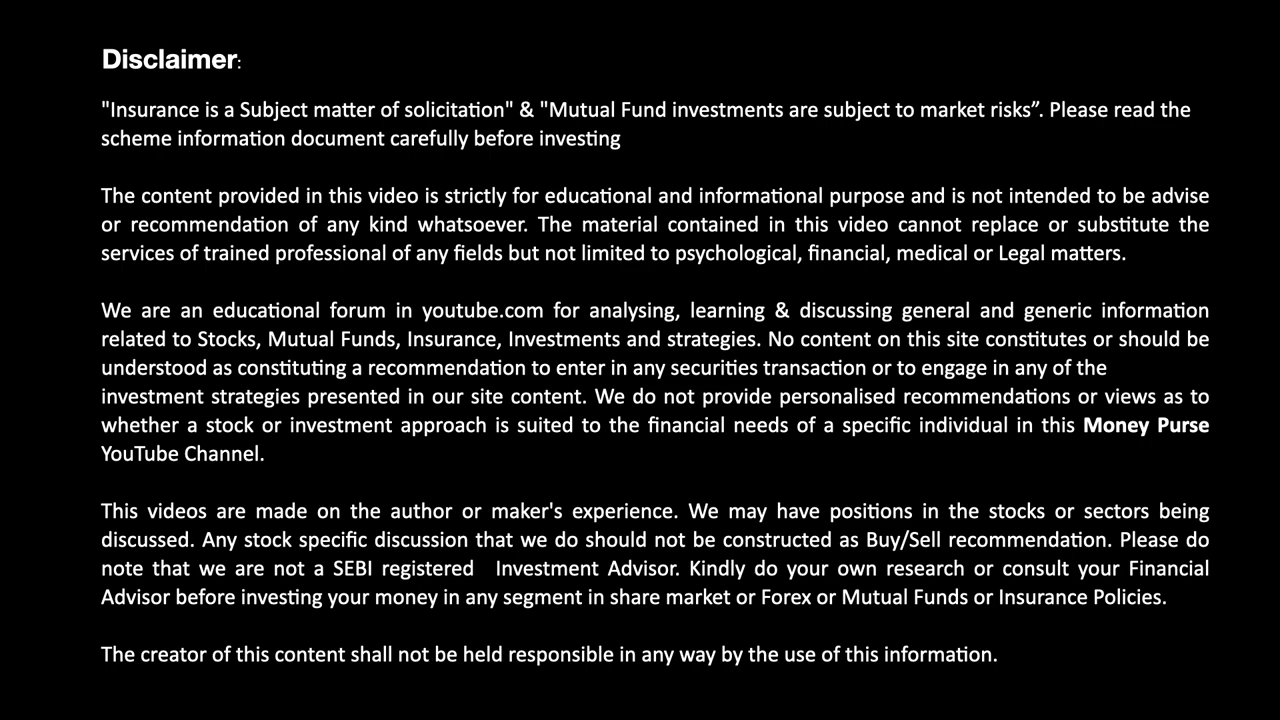 Disclaimer:
"Insurance is a Subject matter of solicitation" & "Mutual Fund investments are subject to market risks”. Please read the
scheme information document carefully before investing
The content provided in this video is strictly for educational and informational purpose and is not intended to be advise
or recommendation of any kind whatsoever. The material contained in this video cannot replace or substitute the
services of trained professional of any fields but not limited to psychological, financial, medical or Legal matters.
We are an educational forum in youtube.com for analysing, learning & discussing general and generic information
related to Stocks, Mutual Funds, Insurance, Investments and strategies. No content on this site constitutes or should be
understood as constituting a recommendation to enter in any securities transaction or to engage in any of the
investment strategies presented in our site content. We do not provide personalised recommendations or views as to
whether a stock or investment approach is suited to the financial needs of a specific individual in this Money Purse
YouTube Channel.
This videos are made on the author or maker's experience. We may have positions in the stocks or sectors being
discussed. Any stock specific discussion that we do should not be constructed as Buy/Sell recommendation. Please do
note that we are not a SEBI registered Investment Advisor. Kindly do your own research or consult your Financial
Advisor before investing your money in any segment in share market or Forex or Mutual Funds or Insurance Policies.
The creator of this content shall not be held responsible in any way by the use of this information.